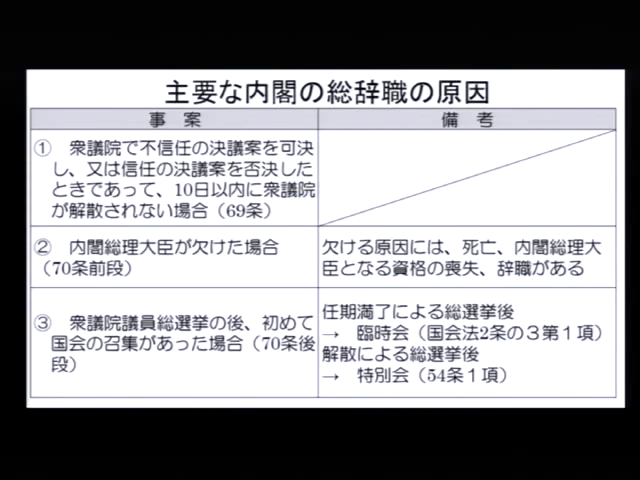 主要な内閣の総辞職の原因
事　案
備　考
①　衆議院で不信任の決議案を可決
し、又は信任の決議案を否決した
ときであって、10日以内に衆議院
が解散されない場合（69条）
②　内閣総理大臣が欠けた場合
（70条前段）
欠ける原因には、死亡、内閣総理大
臣となる資格の喪失、辞職がある
③　衆議院議員総選挙の後、初めて
国会の召集があった場合（70条後
段）
任期満了による総選挙後
→　臨時会（国会法2条の３第１項）
解散による総選挙後
→　特別会（54条１項）